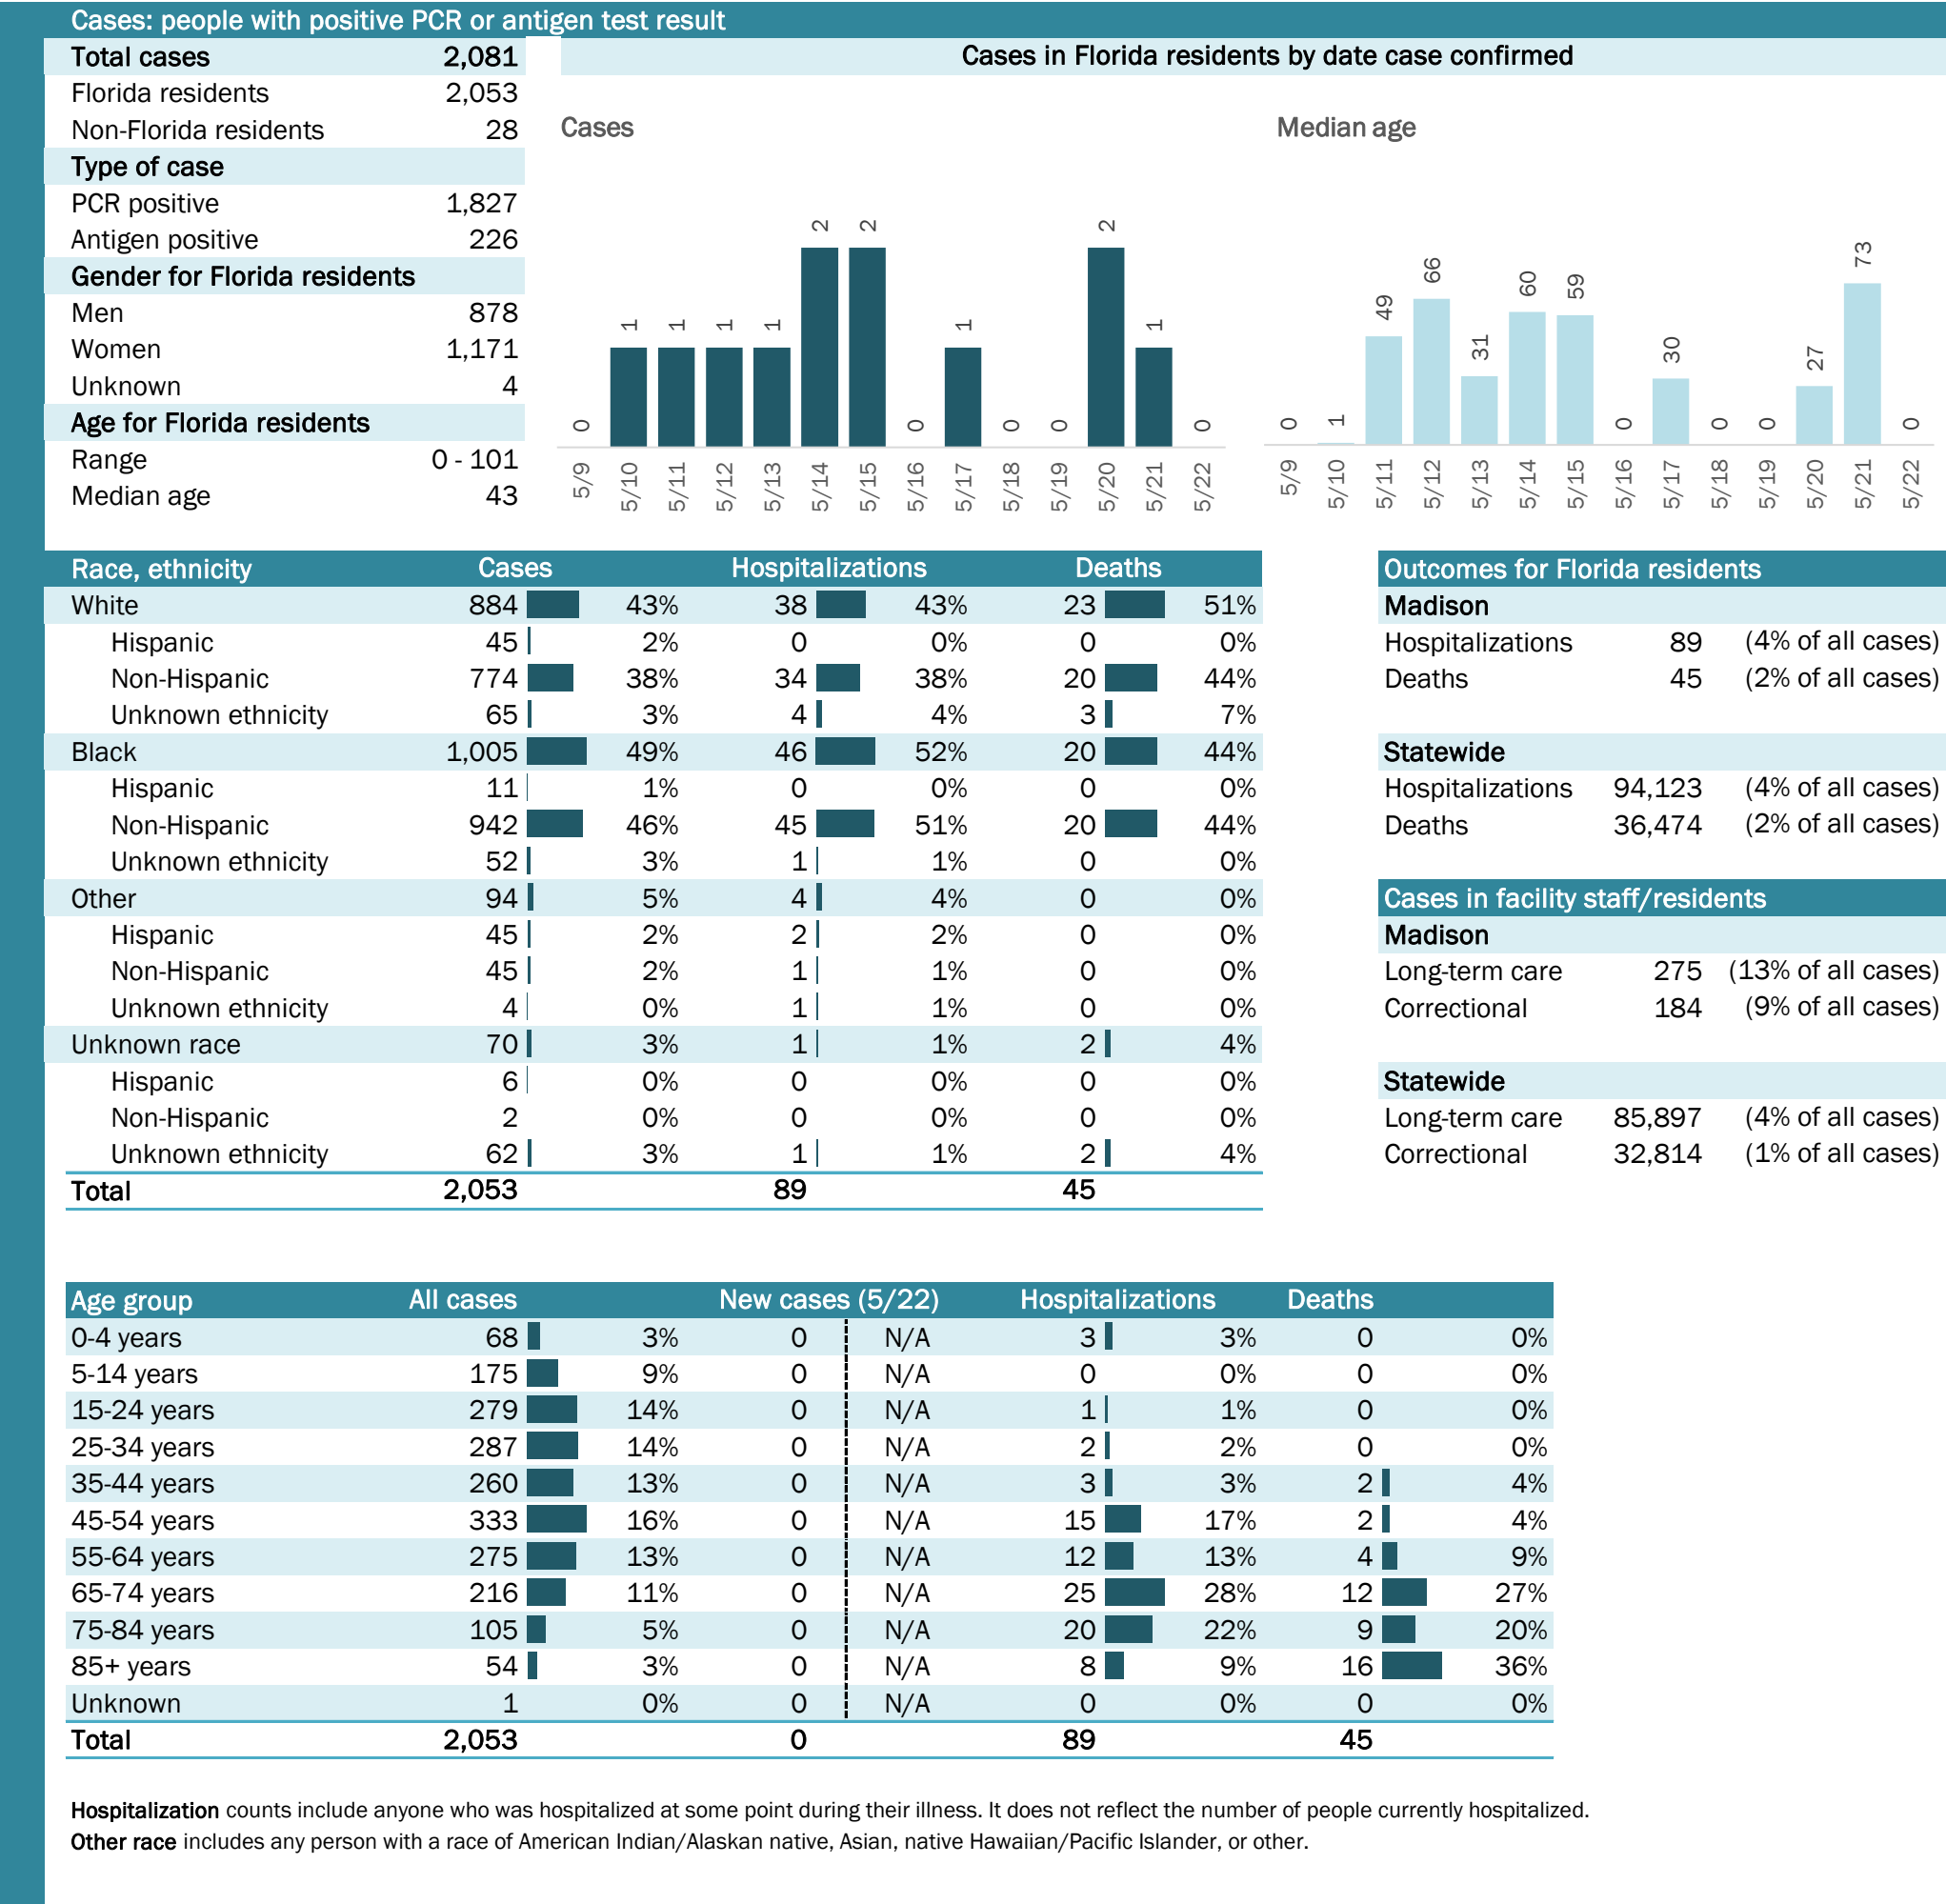 Cases: people with positive PCR or antigen test result
Total cases 2,081
Florida residents 2,053
Non-Florida residents 28
Type of case
PCR positive 1,827
Antigen positive 226
Gender for Florida residents
Men 878
Women 1,171
Unknown 4
Age for Florida residents
Range 0 - 101
Median age 43
Cases in Florida residents by date case confirmed
Cases
0 1 1 1 1 2 2 0 1 0 0 2 1 0
5/9 5/10 5/11 5/12 5/13 5/14 5/15 5/16 5/17 5/18 5/19 5/20 5/21 5/22
Median age
0 1 49 66 31 60 59 0 30 0 0 27 73 0
5/9 5/10 5/11 5/12 5/13 5/14 5/15 5/16 5/17 5/18 5/19 5/20 5/21 5/22
Race, ethnicity Cases Hospitalizations Deaths
White 884 43% 38 43% 23 51%
Hispanic 45 2% 0 0% 0 0%
Non-Hispanic 774 38% 34 38% 20 44%
Unknown ethnicity 65 3% 4 4% 3 7%
Black 1,005 49% 46 52% 20 44%
Hispanic 11 1% 0 0% 0 0%
Non-Hispanic 942 46% 45 51% 20 44%
Unknown ethnicity 52 3% 1 1% 0 0%
Other 94 5% 4 4% 0 0%
Hispanic 45 2% 2 2% 0 0%
Non-Hispanic 45 2% 1 1% 0 0%
Unknown ethnicity 4 0% 1 1% 0 0%
Unknown race 70 3% 1 1% 2 4%
Hispanic 6 0% 0 0% 0 0%
Non-Hispanic 2 0% 0 0% 0 0%
Unknown ethnicity 62 3% 1 1% 2 4%
Total 2,053 89 45
Outcomes for Florida residents
Madison
Hospitalizations 89 (4% of all cases)
Deaths 45 (2% of all cases)
Statewide
Hospitalizations 94,123 (4% of all cases)
Deaths 36,474 (2% of all cases)
Cases in facility staff/residents
Madison
Long-term care 275 (13% of all cases)
Correctional 184 (9% of all cases)
Statewide
Long-term care 85,897 (4% of all cases)
Correctional 32,814 (1% of all cases)
Age group All cases New cases (5/22) Hospitalizations Deaths
0-4 years 68 3% 0 N/A 3 3% 0 0%
5-14 years 175 9% 0 N/A 0 0% 0 0%
15-24 years 279 14% 0 N/A 1 1% 0 0%
25-34 years 287 14% 0 N/A 2 2% 0 0%
35-44 years 260 13% 0 N/A 3 3% 2 4%
45-54 years 333 16% 0 N/A 15 17% 2 4%
55-64 years 275 13% 0 N/A 12 13% 4 9%
65-74 years 216 11% 0 N/A 25 28% 12 27%
75-84 years 105 5% 0 N/A 20 22% 9 20%
85+ years 54 3% 0 N/A 8 9% 16 36%
Unknown 1 0% 0 N/A 0 0% 0 0%
Total 2,053 0 89 45
Hospitalization counts include anyone who was hospitalized at some point during their illness. It does not reflect the number of people currently hospitalized.
Other race includes any person with a race of American Indian/Alaskan native, Asian, native Hawaiian/Pacific Islander, or other.